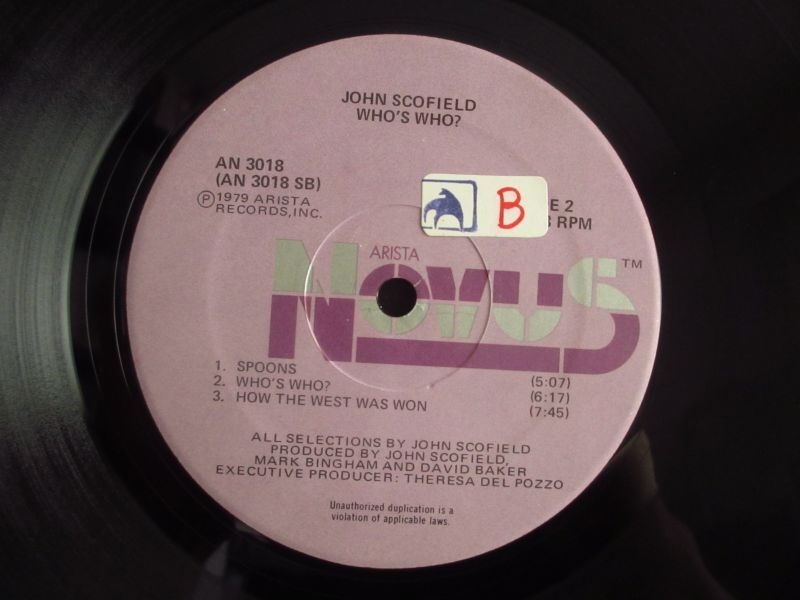 JOHN SCOFIELD
WHO'S WHO?
AN 3018
(AN 3018 SB)
Ⓟ1979 ARISTA
RECORDS, INC.
B
E 2
RPM
ARISTA
NOVUS™
1. SPOONS (5:07)
2. WHO'S WHO? (6:17)
3. HOW THE WEST WAS WON (7:45)
ALL SELECTIONS BY JOHN SCOFIELD
PRODUCED BY JOHN SCOFIELD,
MARK BINGHAM AND DAVID BAKER
EXECUTIVE PRODUCER: THERESA DEL POZZO
Unauthorized duplication is a
violation of applicable laws.